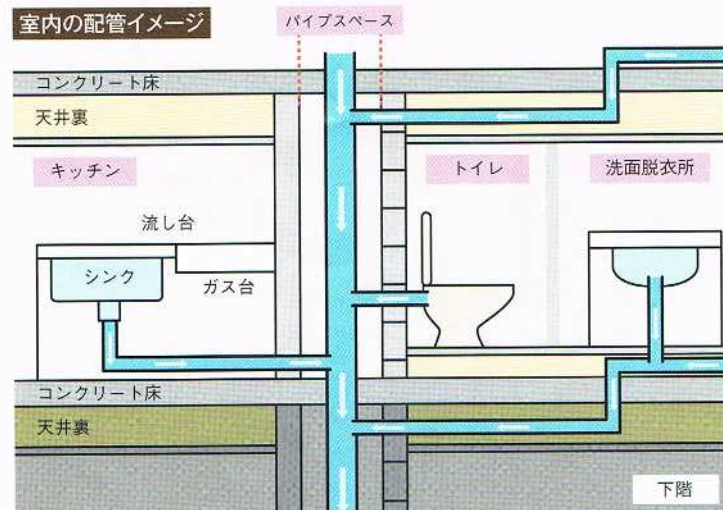 室内の配管イメージ
パイプスペース
コンクリート床
天井裏
キッチン
トイレ
洗面脱衣所
流し台
シンク
ガス台
コンクリート床
天井裏
下階